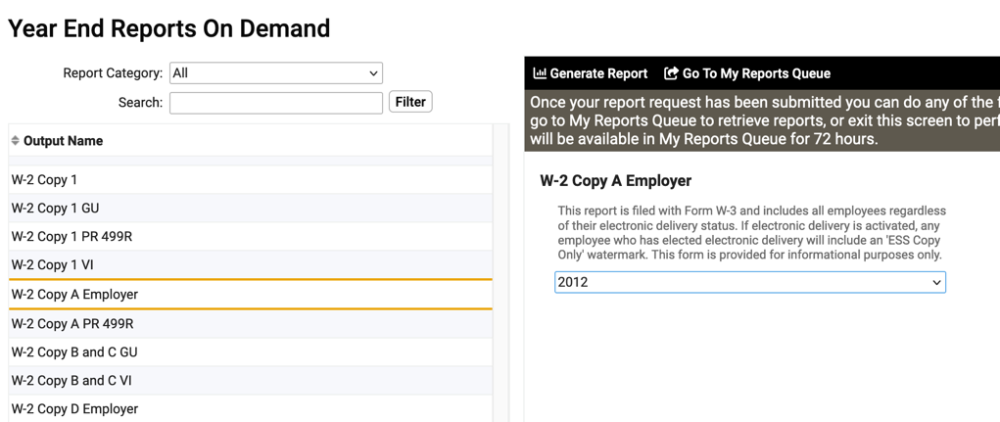 Year End Reports On Demand
Report Category: All
Search:
Filter
Output Name
W-2 Copy 1
W-2 Copy 1 GU
W-2 Copy 1 PR 499R
W-2 Copy 1 VI
W-2 Copy A Employer
W-2 Copy A PR 499R
W-2 Copy B and C GU
W-2 Copy B and C VI
W-2 Copy D Employer
Generate Report Go To My Reports Queue
Once your report request has been submitted you can do any of the
go to My Reports Queue to retrieve reports, or exit this screen to
will be available in My Reports Queue for 72 hours.
W-2 Copy A Employer
This report is filed with Form W-3 and includes all employees regardless
of their electronic delivery status. If electronic delivery is activated, any
employee who has elected electronic delivery will include an 'ESS Copy
Only' watermark. This form is provided for informational purposes only.
2012